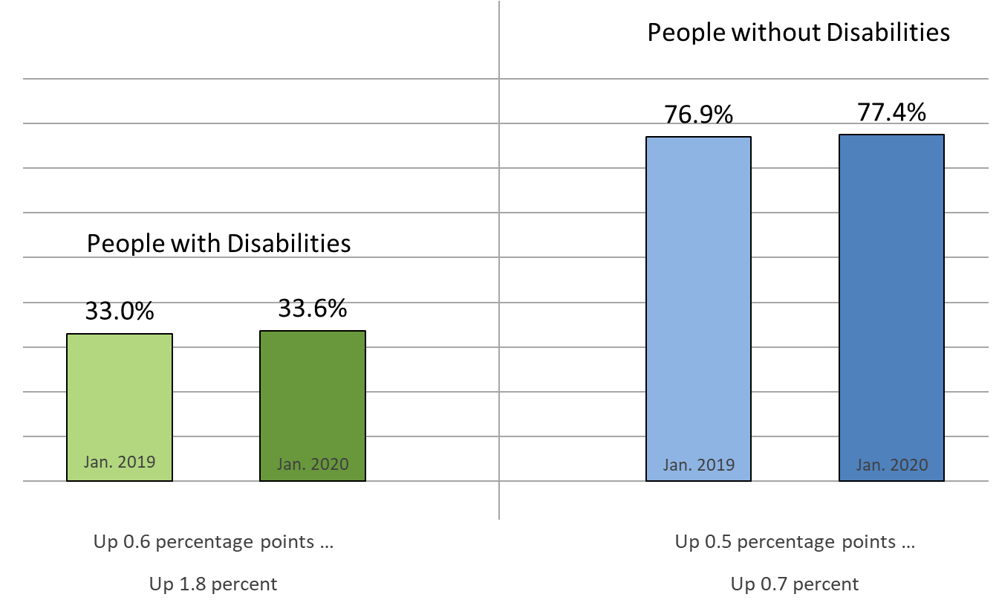 People with Disabilities
33.0%
33.6%
Jan. 2019
Jan. 2020
Up 0.6 percentage points …
Up 1.8 percent
People without Disabilities
76.9%
77.4%
Jan. 2019
Jan. 2020
Up 0.5 percentage points …
Up 0.7 percent